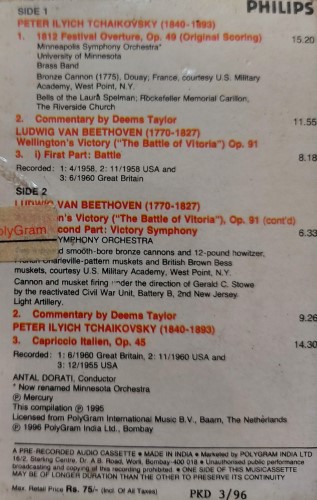 SIDE 1
PHILIPS
PETER ILYICH TCHAIKOVSKY (1840-1893)
1. 1812 Festival Overture, Op. 49 (Original Scoring) 15.20
Minneapolis Symphony Orchestra*
University of Minnesota
Brass Band
Bronze Cannon (1775), Douay, France, courtesy U.S. Military
Academy, West Point, N.Y.
Bells of the Laura Spelman; Rockefeller Memorial Carillon,
The Riverside Church
2. Commentary by Deems Taylor 11.55
LUDWIG VAN BEETHOVEN (1770-1827)
Wellington's Victory ("The Battle of Vitoria") Op. 91
3. i) First Part: Battle 8.18
Recorded: 1: 4/1958, 2: 11/1958 USA and
3: 6/1960 Great Britain
SIDE 2
LUDWIG VAN BEETHOVEN (1770-1827)
n's Victory ("The Battle of Vitoria"), Op. 91 (cont'd)
PolyGram cond Part: Victory Symphony 6.33
YMPHONY ORCHESTRA
d smooth-bore bronze cannons and 12-pound howitzer,
French Charleville-pattern muskets and British Brown Bess
muskets, courtesy U.S. Military Academy, West Point, N.Y.
Cannon and musket firing under the direction of Gerald C. Stowe
by the reactivated Civil War Unit, Battery B, 2nd New Jersey
Light Artillery.
2. Commentary by Deems Taylor 9.26
PETER ILYICH TCHAIKOVSKY (1840-1893)
3. Capriccio Italien, Op. 45 14.30
Recorded: 1: 6/1960 Great Britain, 2: 11/1960 USA and
3: 12/1955 USA
ANTAL DORATI, Conductor
* Now renamed Minnesota Orchestra
℗ Mercury
This compilation ℗ 1995
Licensed from PolyGram International B.V., Baarn, The Netherlands
℗ 1996 PolyGram India Ltd., Bombay
A PRE-RECORDED AUDIO CASSETTE ● MADE IN INDIA ● Marketed by POLYGRAM INDIA LTD
16/2, Sterling Centre, Dr. A.B. Road, Worli, Bombay-400 018 ● Unauthorised public performance
broadcasting and copying of this recording prohibited ● ONE SIDE OF THIS MUSICASSETTE
MAY BE OF LONGER DURATION THAN THE OTHER TO PRESERVE ITS CONTINUITY
Max. Retail Price Rs. 75/- (Incl. Of All Taxes) PKD 3/96